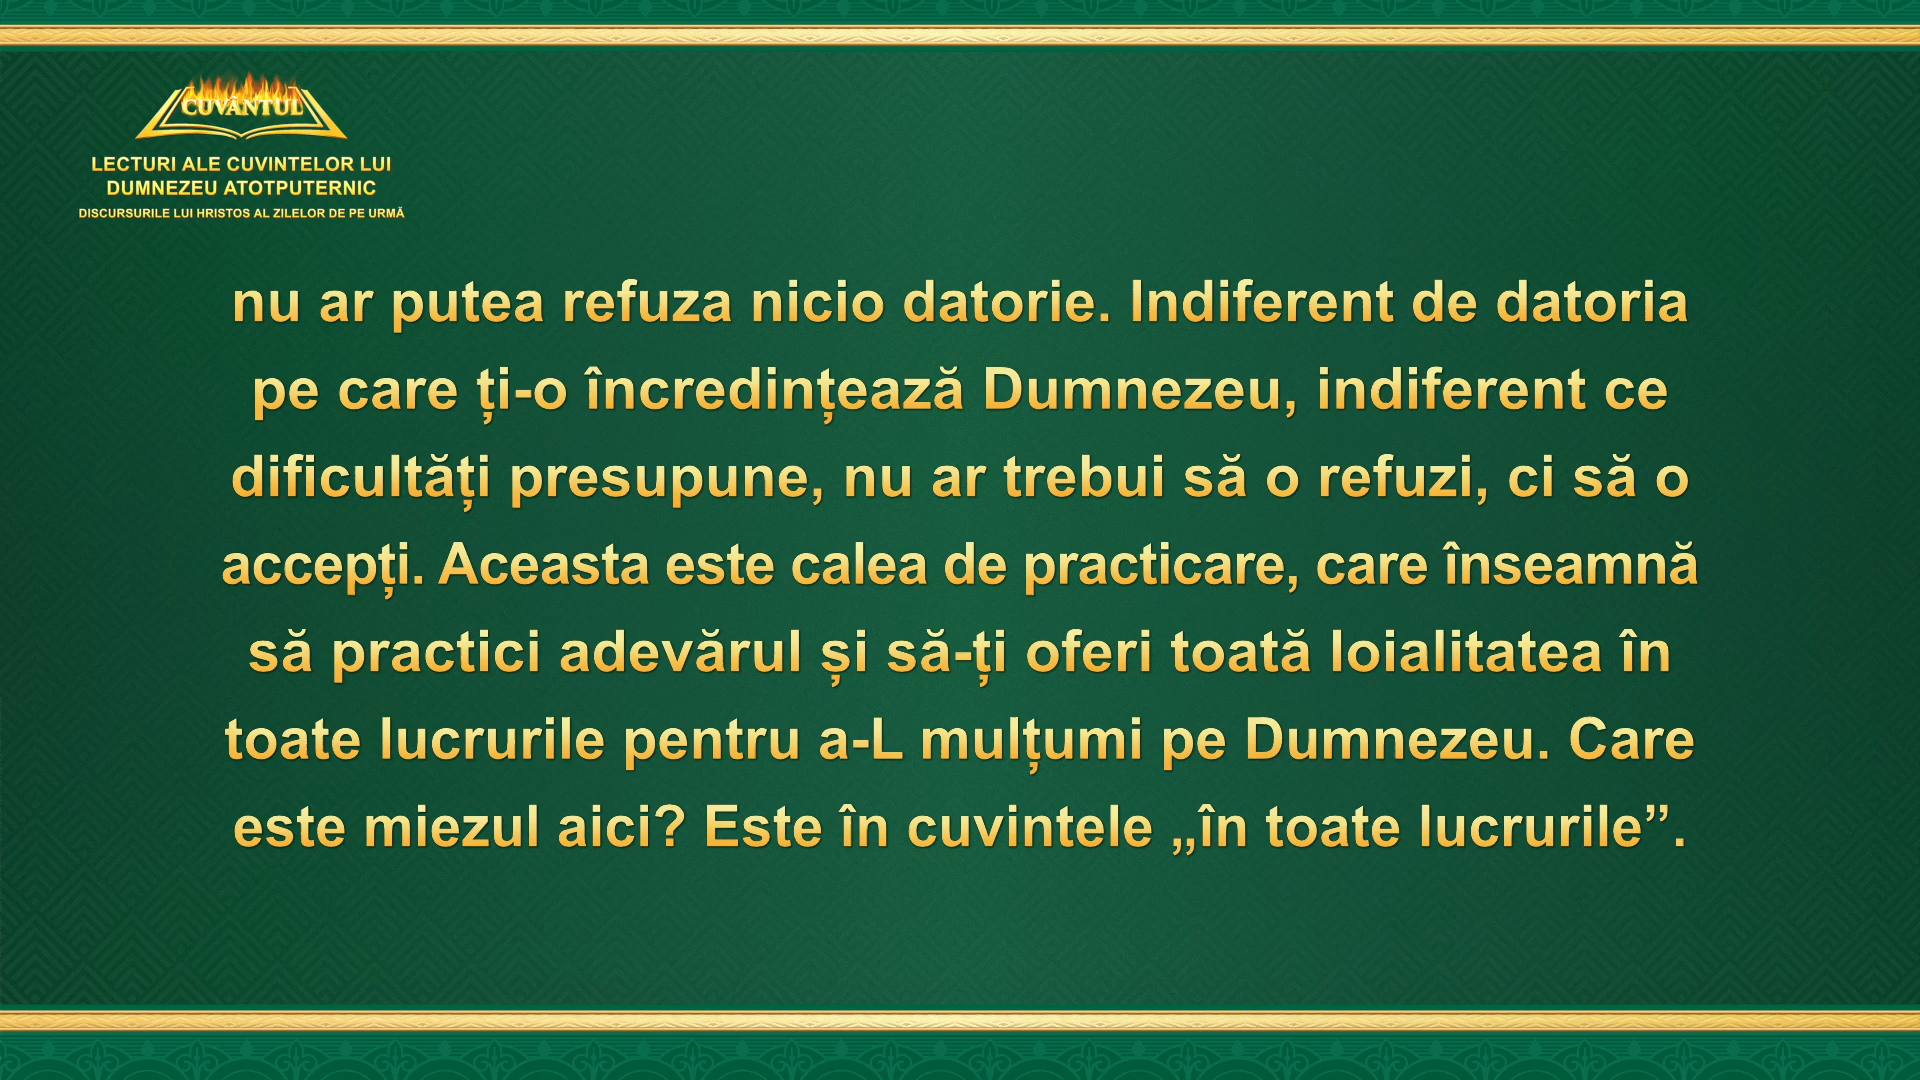 CUVÂNTUL
LECTURI ALE CUVINTELOR LUI
DUMNEZEU ATOTPUTERNIC
DISCURSURILE LUI HRISTOS AL ZILELOR DE PE URMĂ
nu ar putea refuza nicio datorie. Indiferent de datoria
pe care ți-o încredințează Dumnezeu, indiferent ce
dificultăți presupune, nu ar trebui să o refuzi, ci să o
accepți. Aceasta este calea de practicare, care înseamnă
să practici adevărul și să-ți oferi toată loialitatea în
toate lucrurile pentru a-L mulțumi pe Dumnezeu. Care
este miezul aici? Este în cuvintele „în toate lucrurile”.